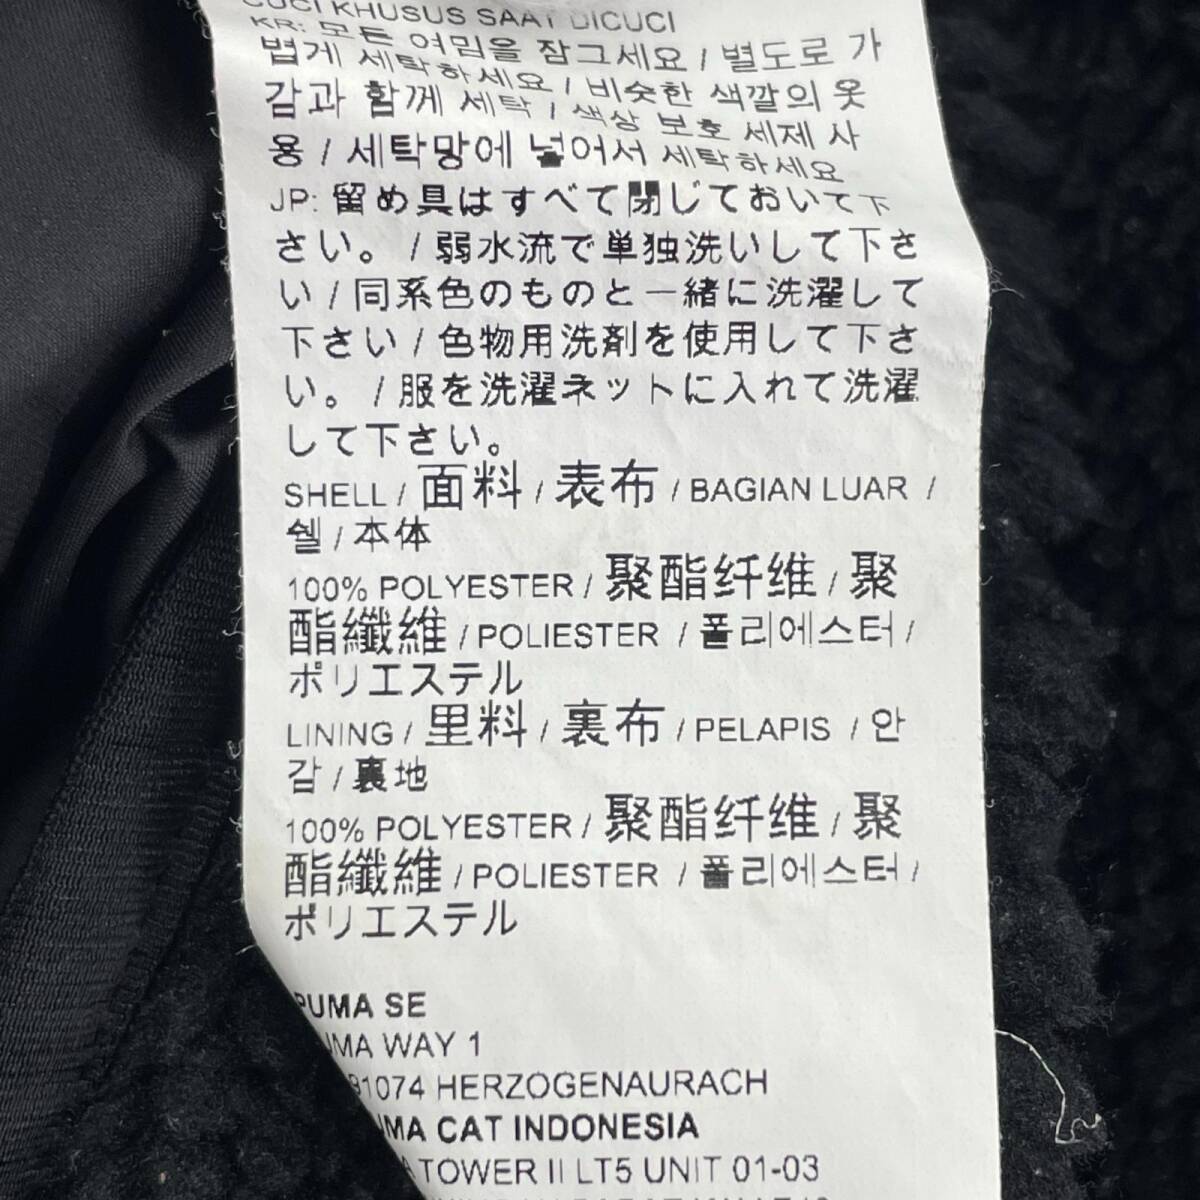 CUCI KHUSUS SAAT DICUCI
KR: 모든 여밈을 잠그세요 / 별도로 가
볍게 세탁하세요 / 비슷한 색깔의 옷
감과 함께 세탁 / 색상 보호 세제 사
용 / 세탁망에 넣어서 세탁하세요
JP: 留め具はすべて閉じておいて下
さい。 / 弱水流で単独洗いして下さ
い / 同系色のものと一緒に洗濯して
下さい / 色物用洗剤を使用して下さ
い。 / 服を洗濯ネットに入れて洗濯
して下さい。
SHELL / 面料 / 表布 / BAGIAN LUAR /
쉘 / 本体
100% POLYESTER / 聚酯纤维 / 聚
酯纖維 / POLIESTER / 폴리에스터 /
ポリエステル
LINING / 里料 / 裏布 / PELAPIS / 안
감 / 裏地
100% POLYESTER / 聚酯纤维 / 聚
酯纖維 / POLIESTER / 폴리에스터 /
ポリエステル
PUMA SE
UMA WAY 1
91074 HERZOGENAURACH
UMA CAT INDONESIA
A TOWER II LT5 UNIT 01-03